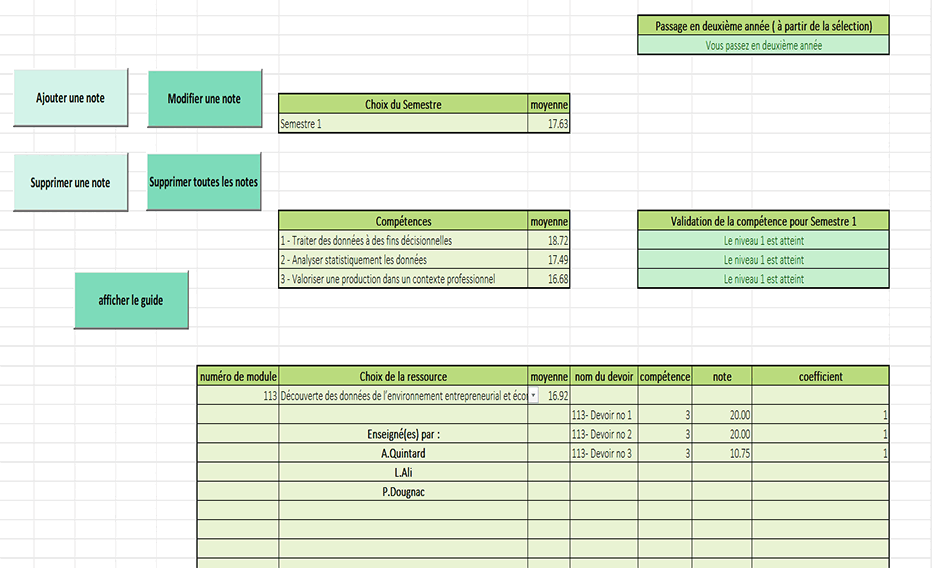 Passage en deuxième année ( à partir de la sélection)
Vous passez en deuxième année
Ajouter une note
Modifier une note
Choix du Semestre moyenne
Semestre 1 17.63
Supprimer une note
Supprimer toutes les notes
Compétences moyenne
1 - Traiter des données à des fins décisionnelles 18.72
2 - Analyser statistiquement les données 17.49
3 - Valoriser une production dans un contexte professionnel 16.68
Validation de la compétence pour Semestre 1
Le niveau 1 est atteint
Le niveau 1 est atteint
Le niveau 1 est atteint
afficher le guide
numéro de module Choix de la ressource moyenne nom du devoir compétence note coefficient
113 Découverte des données de l'environnement entrepreneurial et écon 16.92
113- Devoir no 1 3 20.00 1
Enseigné(es) par : 113- Devoir no 2 3 20.00 1
A.Quintard 113- Devoir no 3 3 10.75 1
L.Ali
P.Dougnac